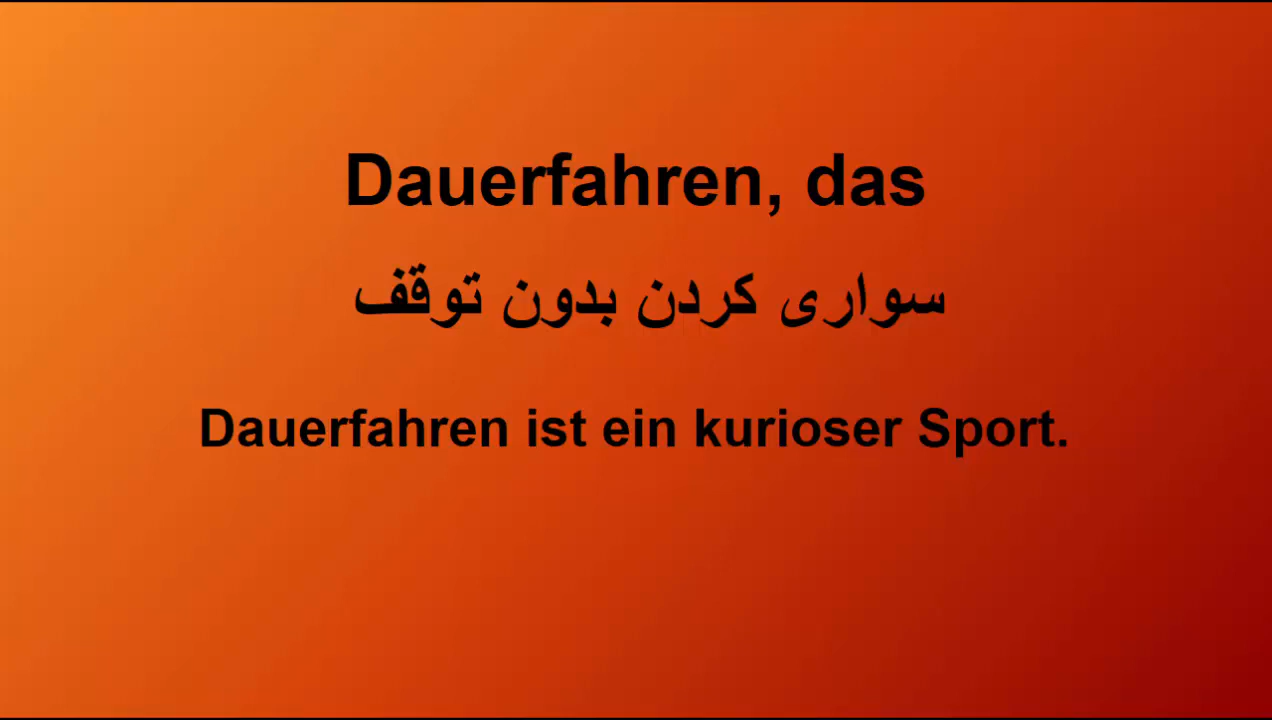 Dauerfahren, das
سواری کردن بدون توقف
Dauerfahren ist ein kurioser Sport.